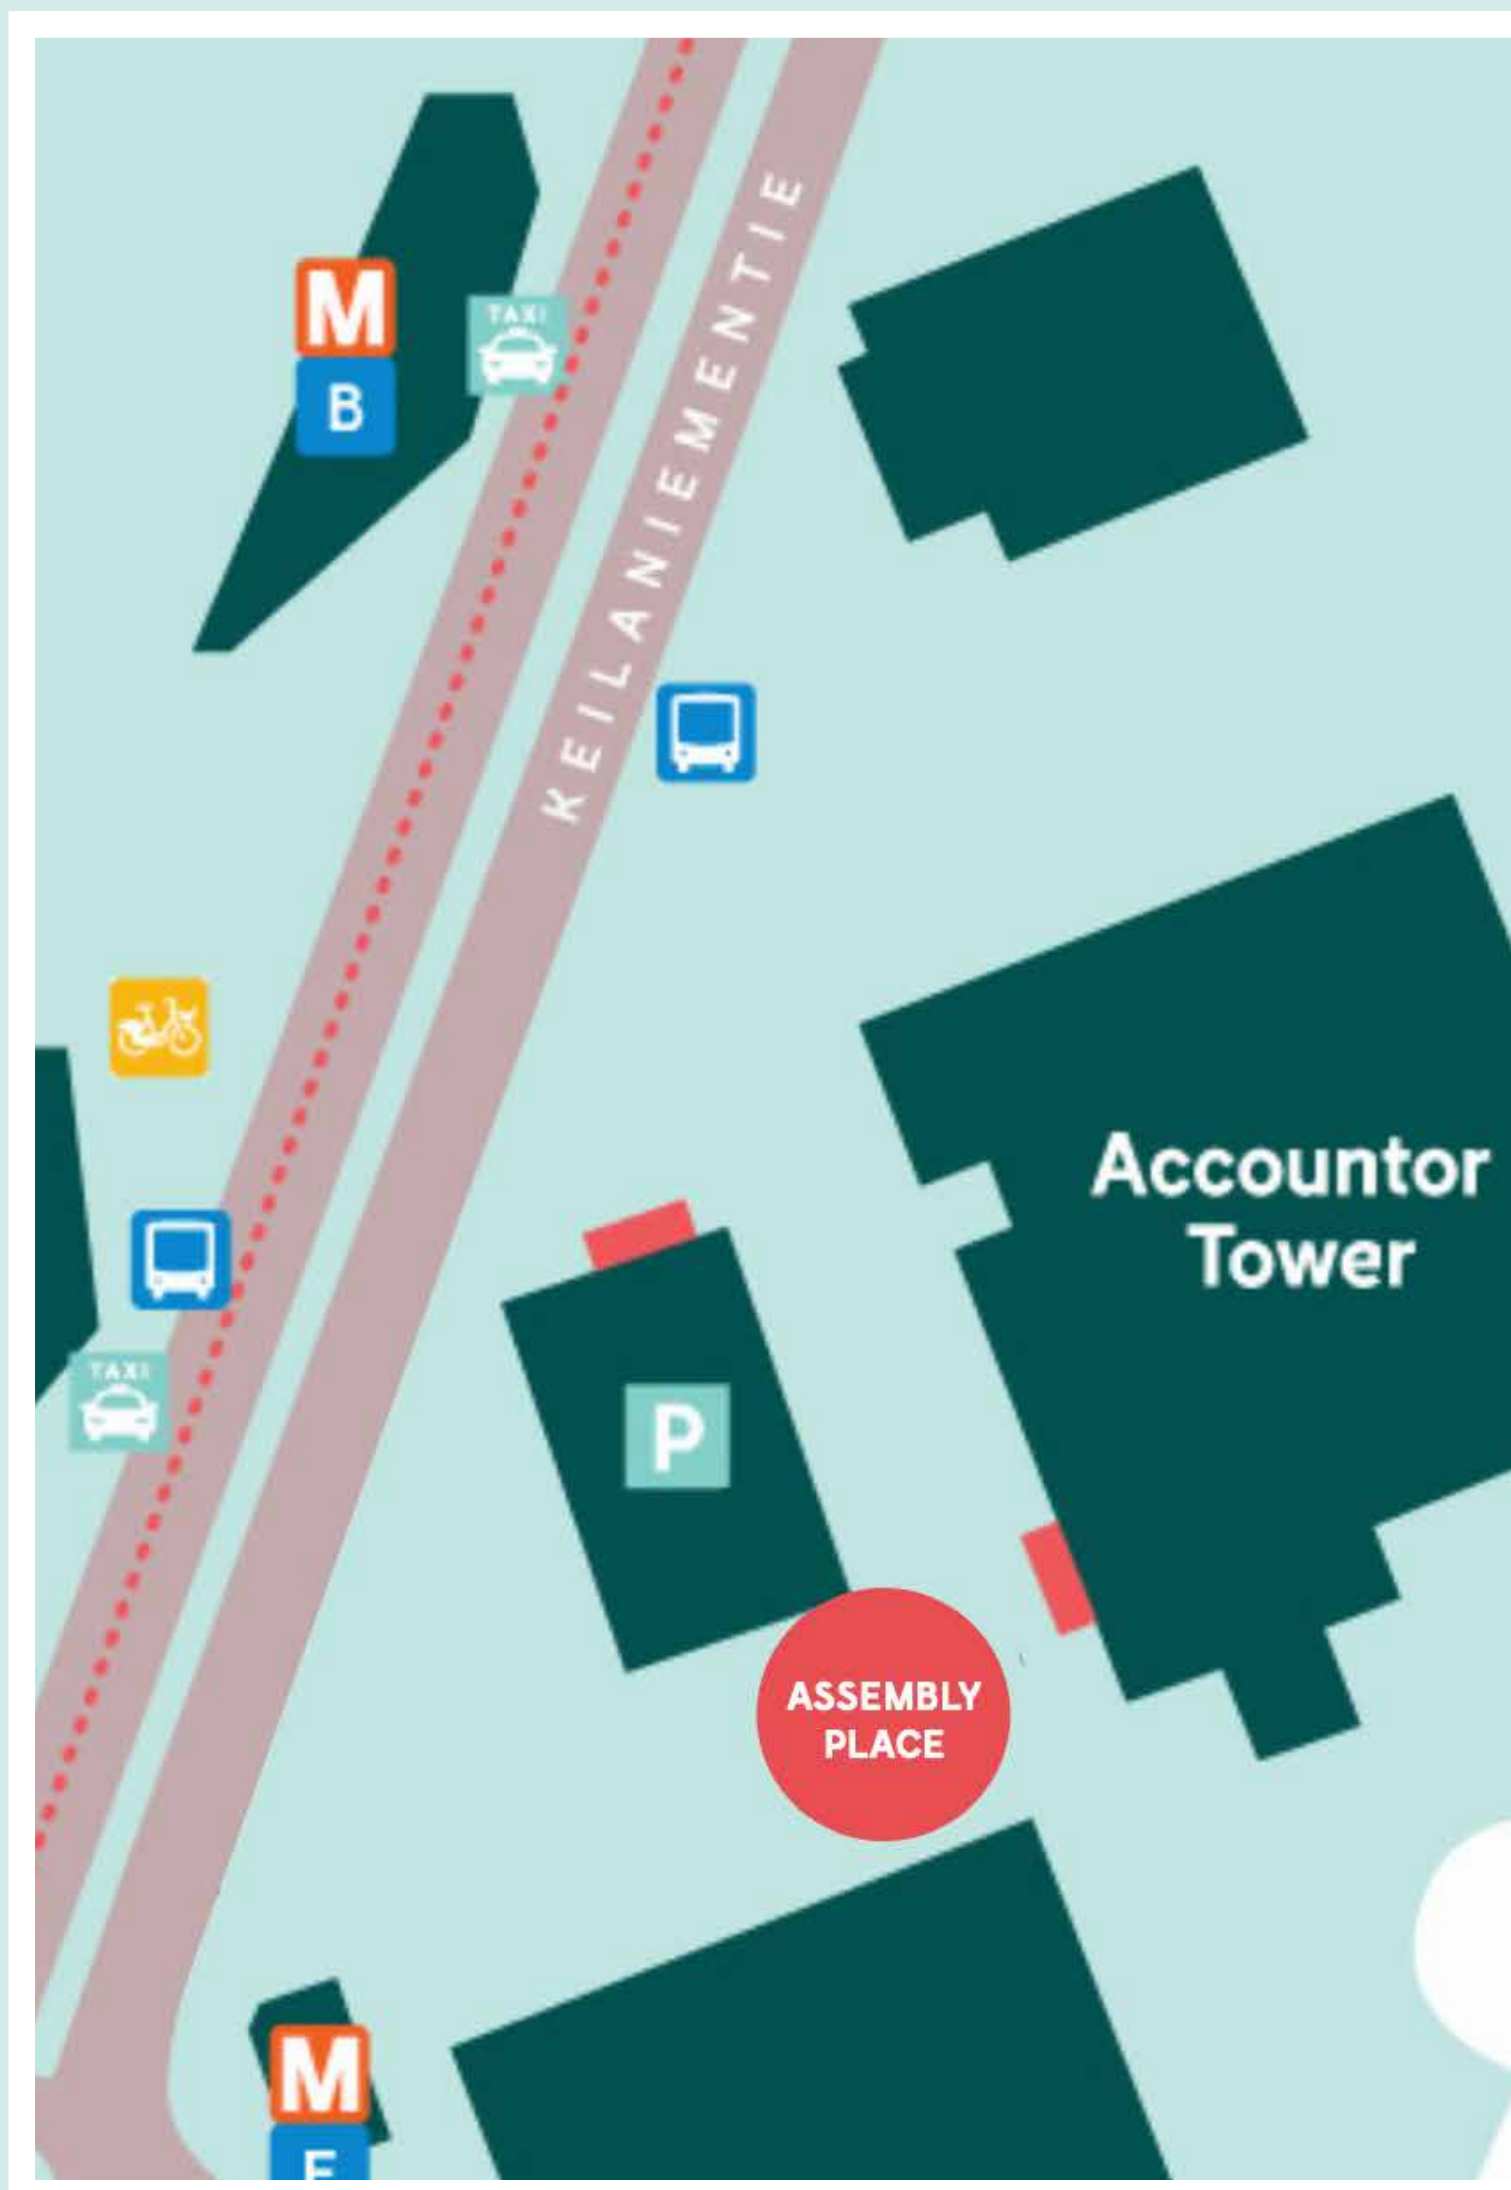 KEILANIEMENTIE
M
B
TAXI
Accountor
Tower
TAXI
P
ASSEMBLY
PLACE
M